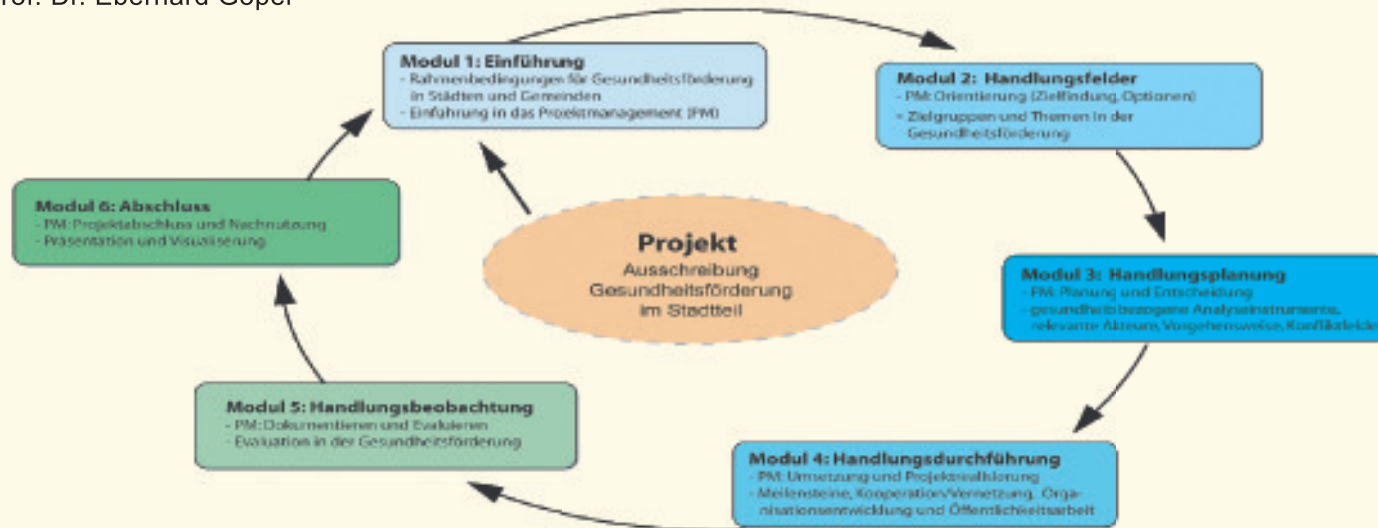 Prof. Dr. Eberhard Göpel
Modul 1: Einführung
- Rahmenbedingungen für Gesundheitsförderung
in Städten und Gemeinden
- Einführung in das Projektmanagement (PM)
Modul 2: Handlungsfelder
- PM: Orientierung (Zielfindung, Optionen)
- Zielgruppen und Themen in der
Gesundheitsförderung
Modul 3: Handlungsplanung
- PM: Planung und Entscheidung
- gesundheitsbezogene Analyseinstrumente,
relevante Akteure, Vorgehensweise, Konfliktfelder
Modul 4: Handlungsdurchführung
- PM: Umsetzung und Projektrealisierung
- Meilensteine, Kooperation/Vernetzung, Orga-
nisationsentwicklung und Öffentlichkeitsarbeit
Modul 5: Handlungsbeobachtung
- PM: Dokumentieren und Evaluieren
- Evaluation in der Gesundheitsförderung
Modul 6: Abschluss
- PM: Projektabschluss und Nachnutzung
- Präsentation und Visualiserung
Projekt
Ausschreibung
Gesundheitsförderung
im Stadtteil